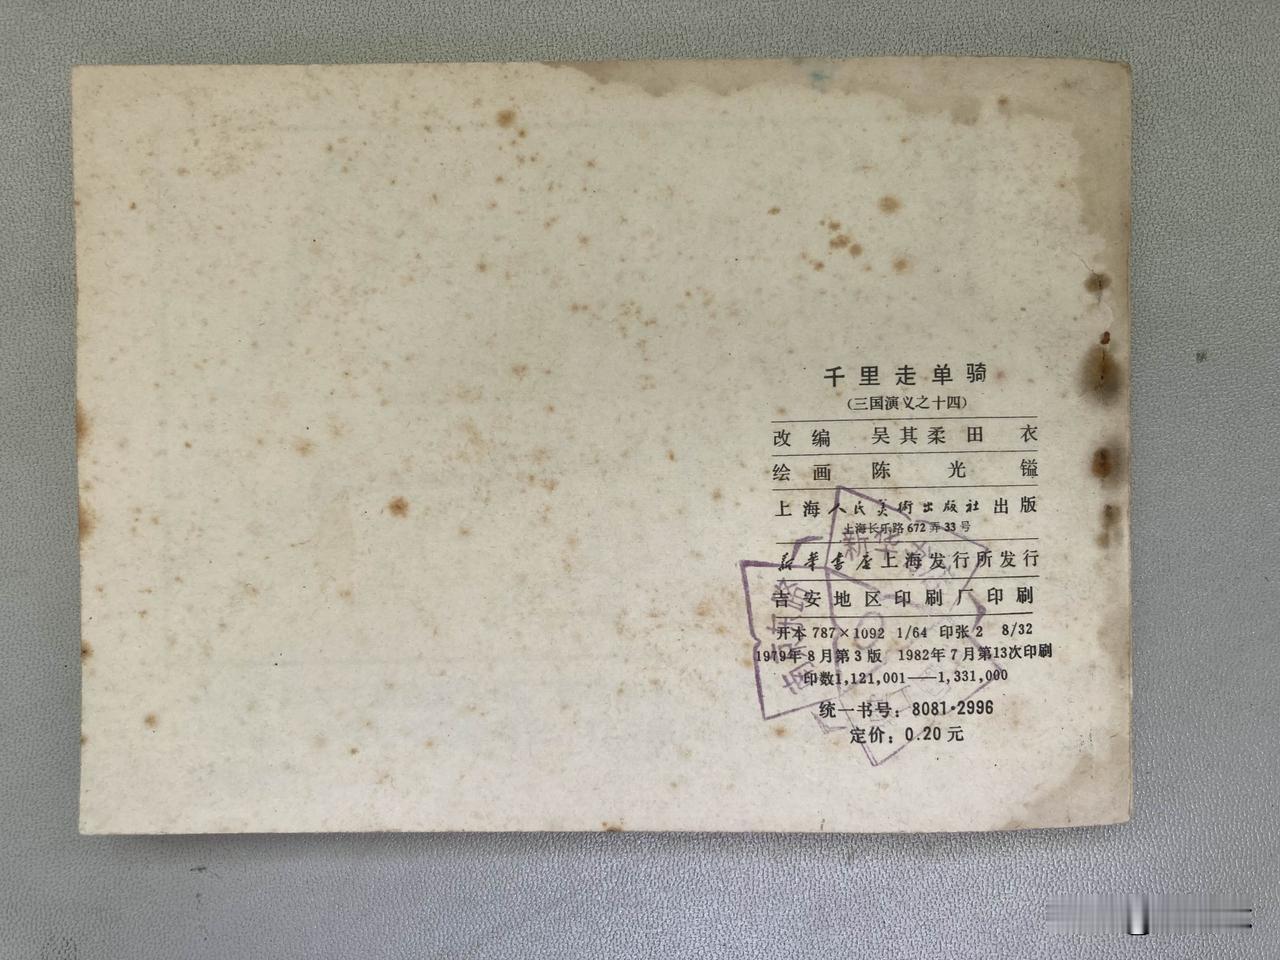 千里走单骑
(三国演义之十四)
改编 吴其柔 田衣
绘画 陈光镒
上海人民美術出版社出版
上海长乐路672弄33号
新華書店上海发行所发行
吉安地区印刷厂印刷
开本 787×1092 1/64 印张 2 8/32
1979年8月第3版 1982年7月第13次印刷
印数1,121,001——1,331,000
统一书号：8081·2996
定价：0.20元
新华